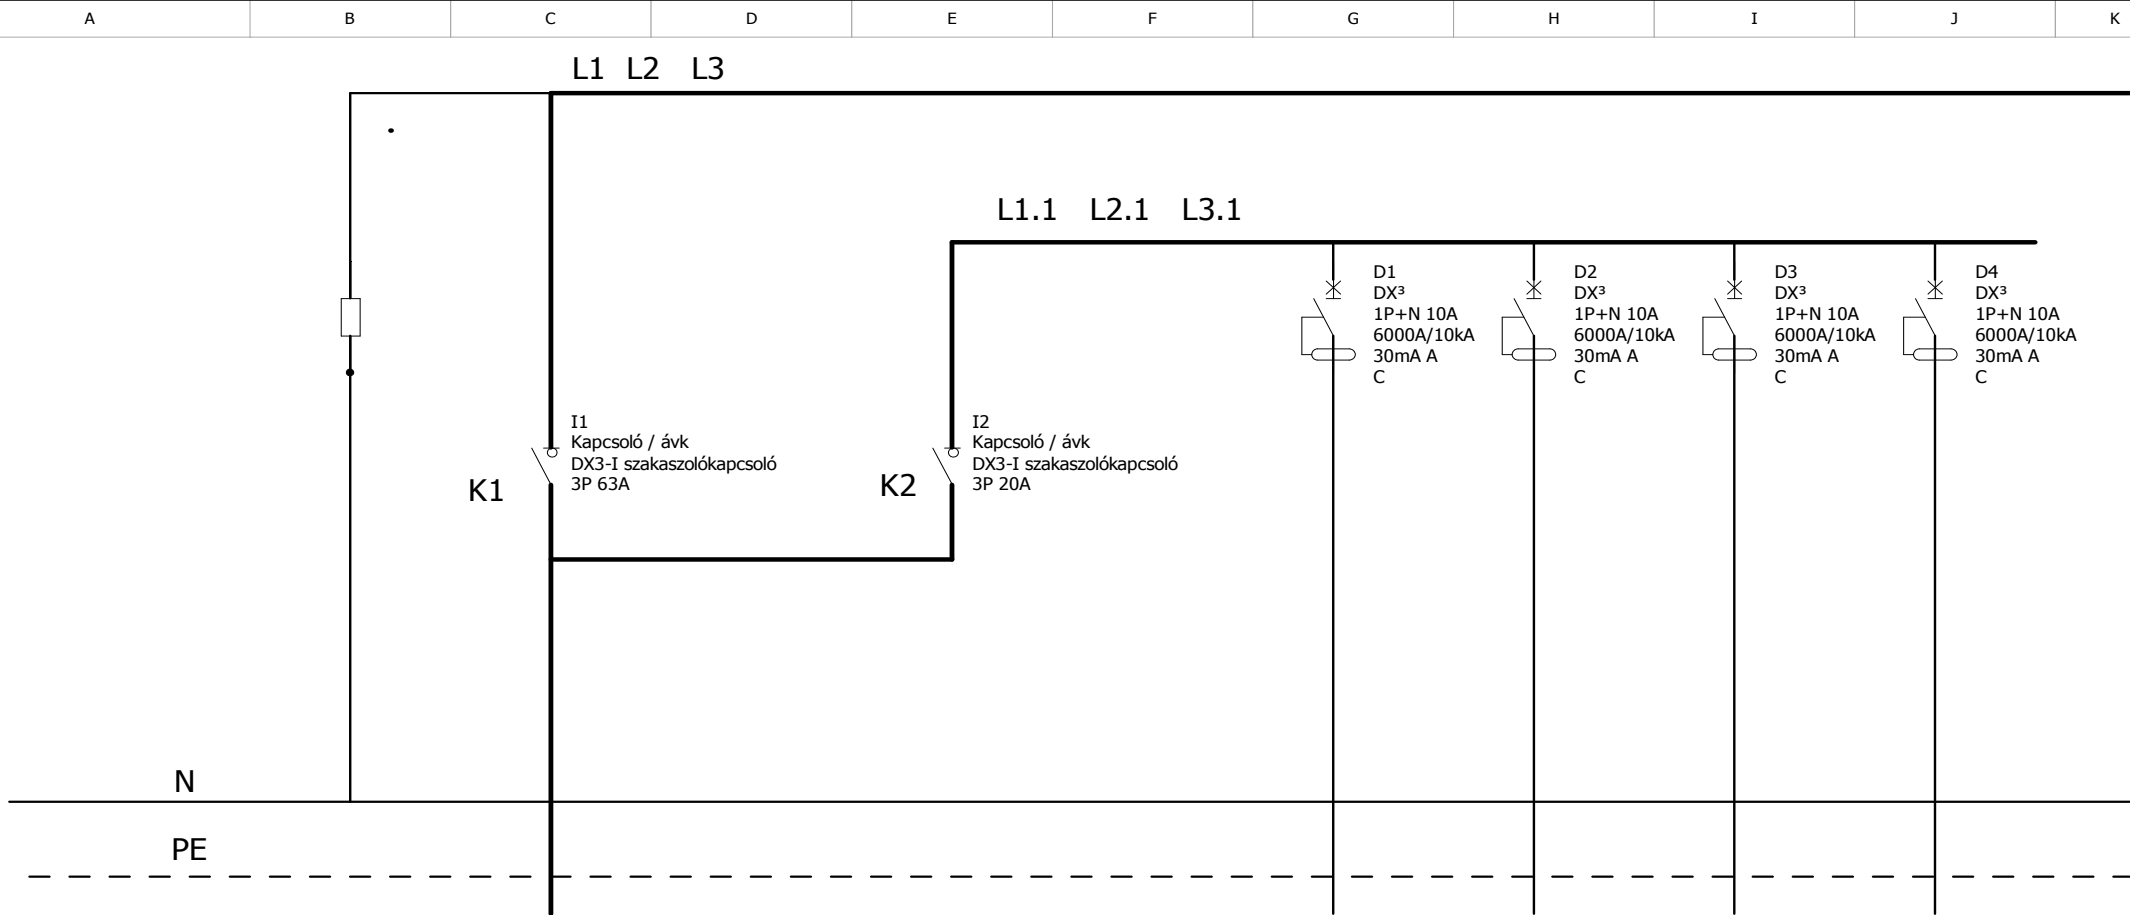 A B C D E F G H I J K
L1 L2 L3
L1.1 L2.1 L3.1
D1
DX³
1P+N 10A
6000A/10kA
30mA A
C
D2
DX³
1P+N 10A
6000A/10kA
30mA A
C
D3
DX³
1P+N 10A
6000A/10kA
30mA A
C
D4
DX³
1P+N 10A
6000A/10kA
30mA A
C
K1
I1
Kapcsoló / ávk
DX3-I szakaszolókapcsoló
3P 63A
K2
I2
Kapcsoló / ávk
DX3-I szakaszolókapcsoló
3P 20A
N
PE